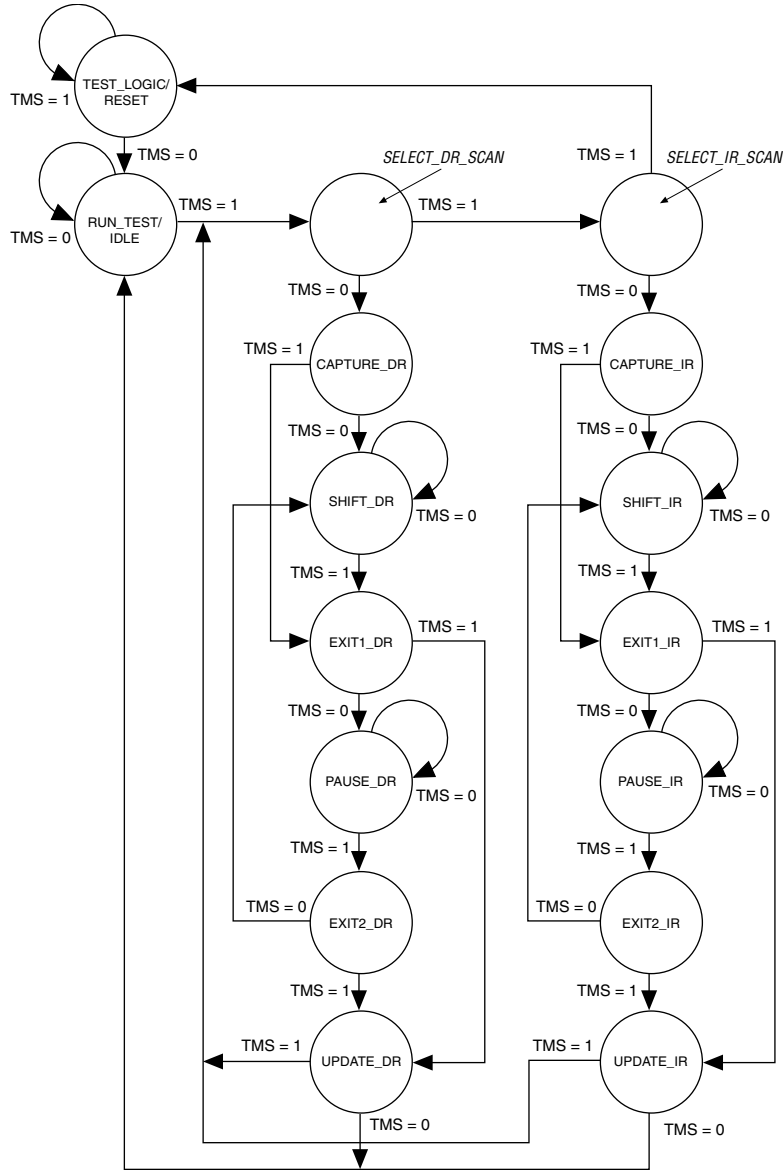 TEST_LOGIC/
RESET
TMS = 1
TMS = 0
SELECT_DR_SCAN
TMS = 1
SELECT_IR_SCAN
RUN_TEST/
IDLE
TMS = 0
TMS = 1
TMS = 1
TMS = 0
TMS = 0
TMS = 1
CAPTURE_DR
TMS = 1
CAPTURE_IR
TMS = 0
TMS = 0
SHIFT_DR
TMS = 0
SHIFT_IR
TMS = 0
TMS = 1
TMS = 1
EXIT1_DR
TMS = 1
EXIT1_IR
TMS = 1
TMS = 0
TMS = 0
PAUSE_DR
TMS = 0
PAUSE_IR
TMS = 0
TMS = 1
TMS = 1
TMS = 0
EXIT2_DR
TMS = 0
EXIT2_IR
TMS = 1
TMS = 1
TMS = 1
UPDATE_DR
TMS = 1
UPDATE_IR
TMS = 0
TMS = 0